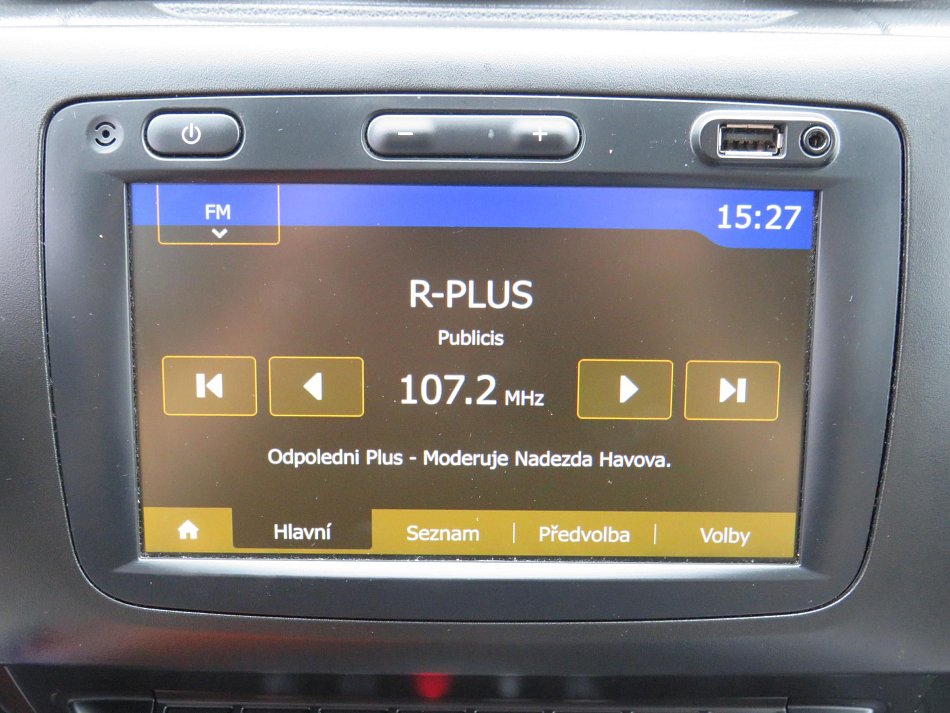 FM
15:27
R-PLUS
Publicis
107.2 MHz
Odpoledni Plus - Moderuje Nadezda Havova.
Hlavní Seznam Předvolba Volby